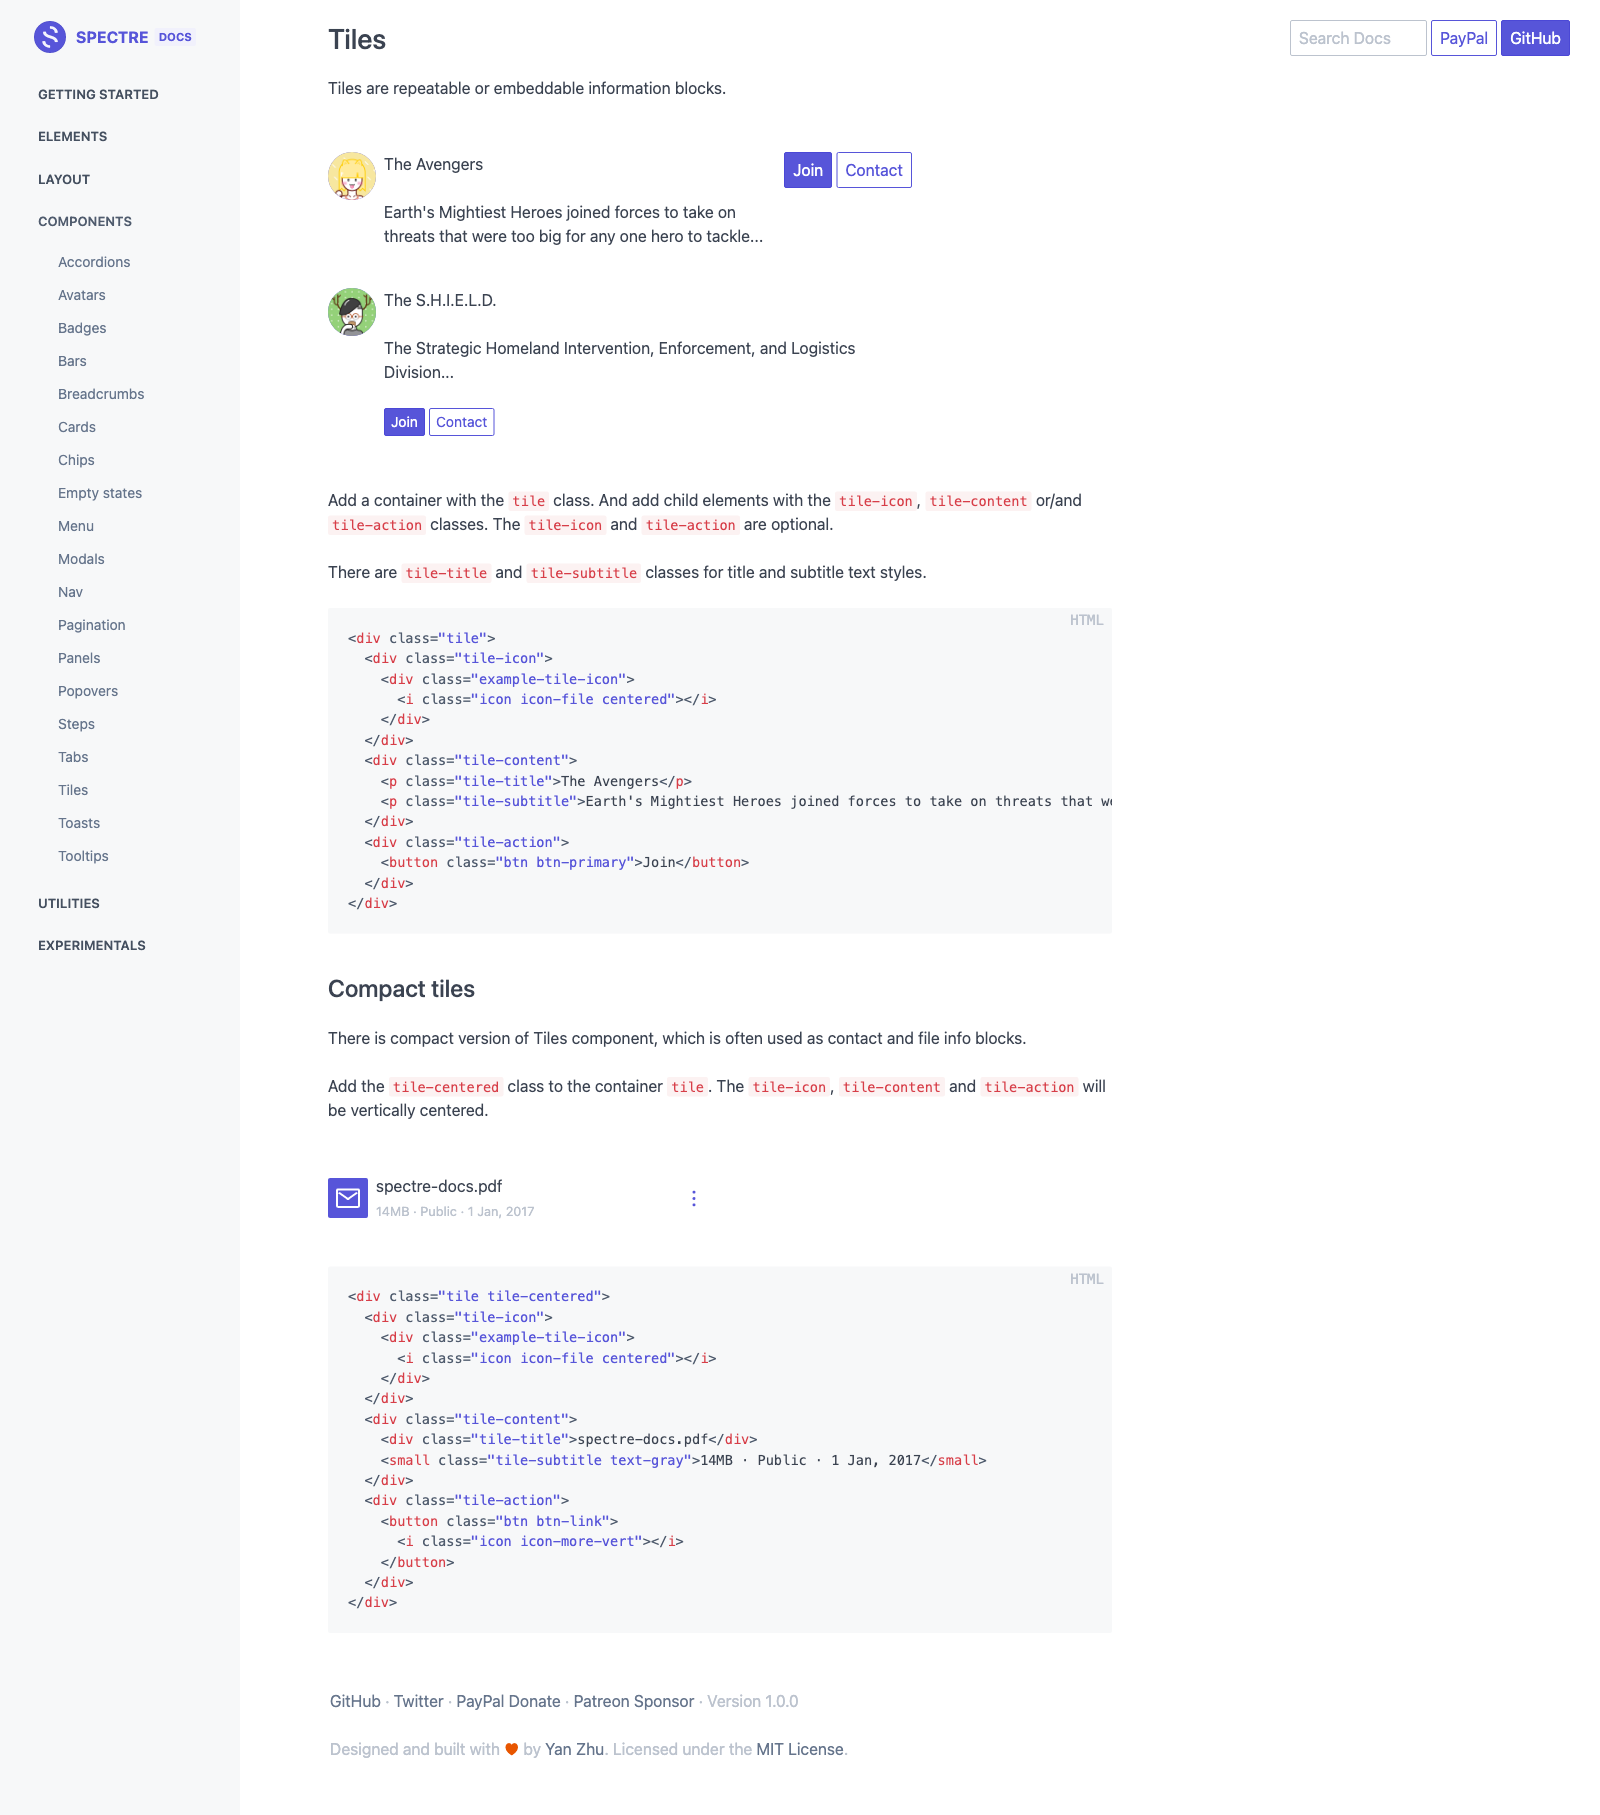 SPECTRE DOCS
GETTING STARTED
ELEMENTS
LAYOUT
COMPONENTS
Accordions
Avatars
Badges
Bars
Breadcrumbs
Cards
Chips
Empty states
Menu
Modals
Nav
Pagination
Panels
Popovers
Steps
Tabs
Tiles
Toasts
Tooltips
UTILITIES
EXPERIMENTALS
Tiles
Search Docs PayPal GitHub
Tiles are repeatable or embeddable information blocks.
The Avengers
Join Contact
Earth's Mightiest Heroes joined forces to take on
threats that were too big for any one hero to tackle...
The S.H.I.E.L.D.
The Strategic Homeland Intervention, Enforcement, and Logistics
Division...
Join Contact
Add a container with the tile class. And add child elements with the tile-icon, tile-content or/and
tile-action classes. The tile-icon and tile-action are optional.
There are tile-title and tile-subtitle classes for title and subtitle text styles.
HTML
<div class="tile">
  <div class="tile-icon">
    <div class="example-tile-icon">
      <i class="icon icon-file centered"></i>
    </div>
  </div>
  <div class="tile-content">
    <p class="tile-title">The Avengers</p>
    <p class="tile-subtitle">Earth's Mightiest Heroes joined forces to take on threats that
  </div>
  <div class="tile-action">
    <button class="btn btn-primary">Join</button>
  </div>
</div>
Compact tiles
There is compact version of Tiles component, which is often used as contact and file info blocks.
Add the tile-centered class to the container tile. The tile-icon, tile-content and tile-action will
be vertically centered.
spectre-docs.pdf
14MB · Public · 1 Jan, 2017
HTML
<div class="tile tile-centered">
  <div class="tile-icon">
    <div class="example-tile-icon">
      <i class="icon icon-file centered"></i>
    </div>
  </div>
  <div class="tile-content">
    <div class="tile-title">spectre-docs.pdf</div>
    <small class="tile-subtitle text-gray">14MB · Public · 1 Jan, 2017</small>
  </div>
  <div class="tile-action">
    <button class="btn btn-link">
      <i class="icon icon-more-vert"></i>
    </button>
  </div>
</div>
GitHub · Twitter · PayPal Donate · Patreon Sponsor · Version 1.0.0
Designed and built with by Yan Zhu. Licensed under the MIT License.